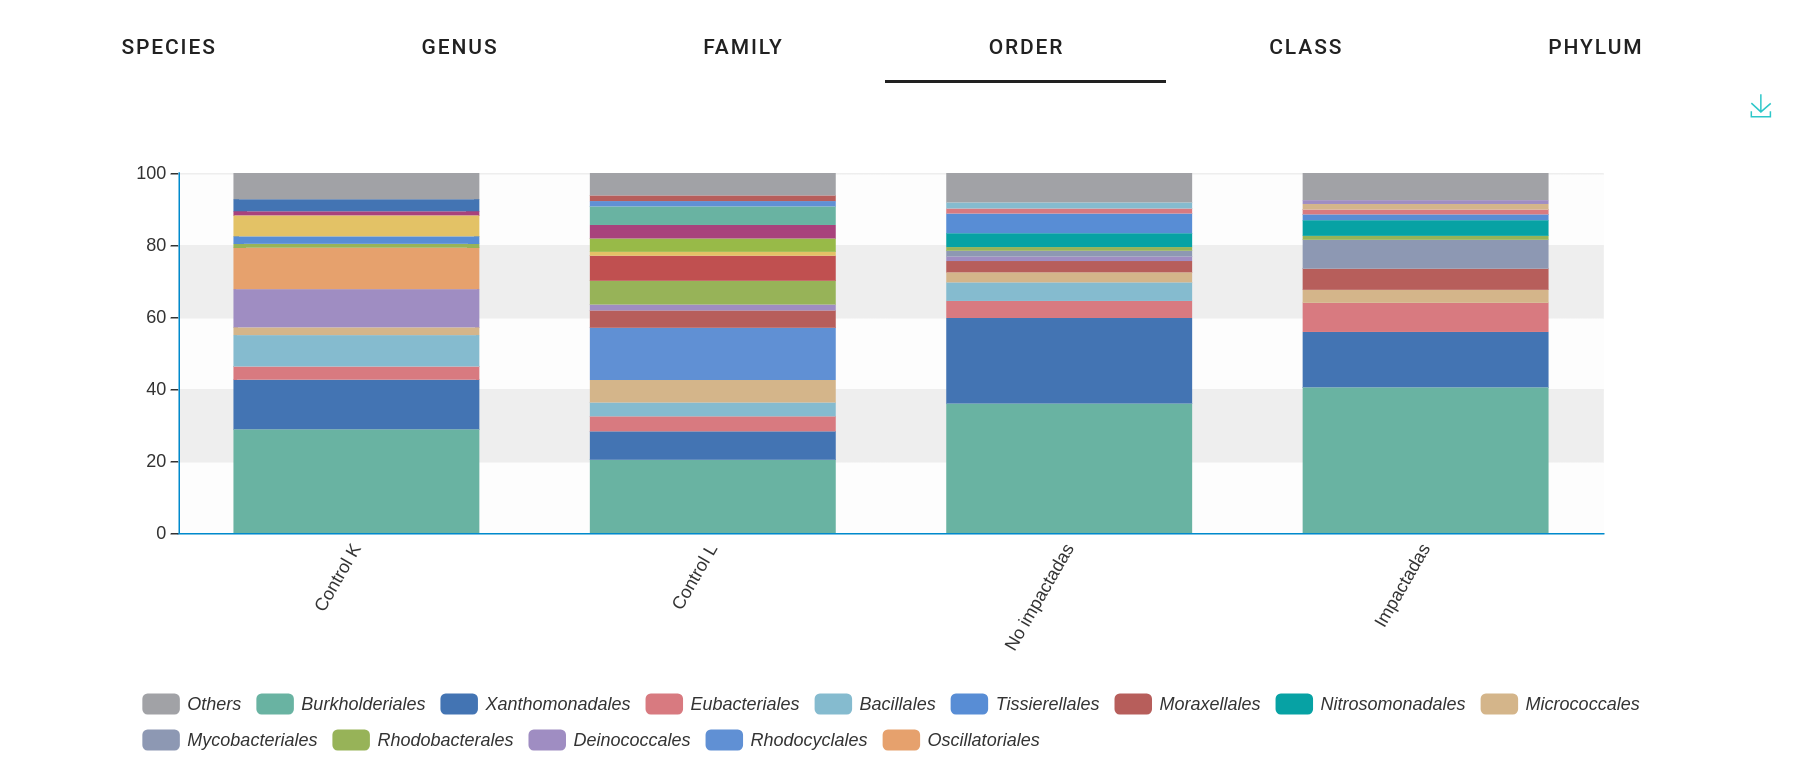 SPECIES GENUS FAMILY ORDER CLASS PHYLUM
100
80
60
40
20
0
Control K Control L No impactadas Impactadas
Others Burkholderiales Xanthomonadales Eubacteriales Bacillales Tissierellales Moraxellales Nitrosomonadales Micrococcales
Mycobacteriales Rhodobacterales Deinococcales Rhodocyclales Oscillatoriales